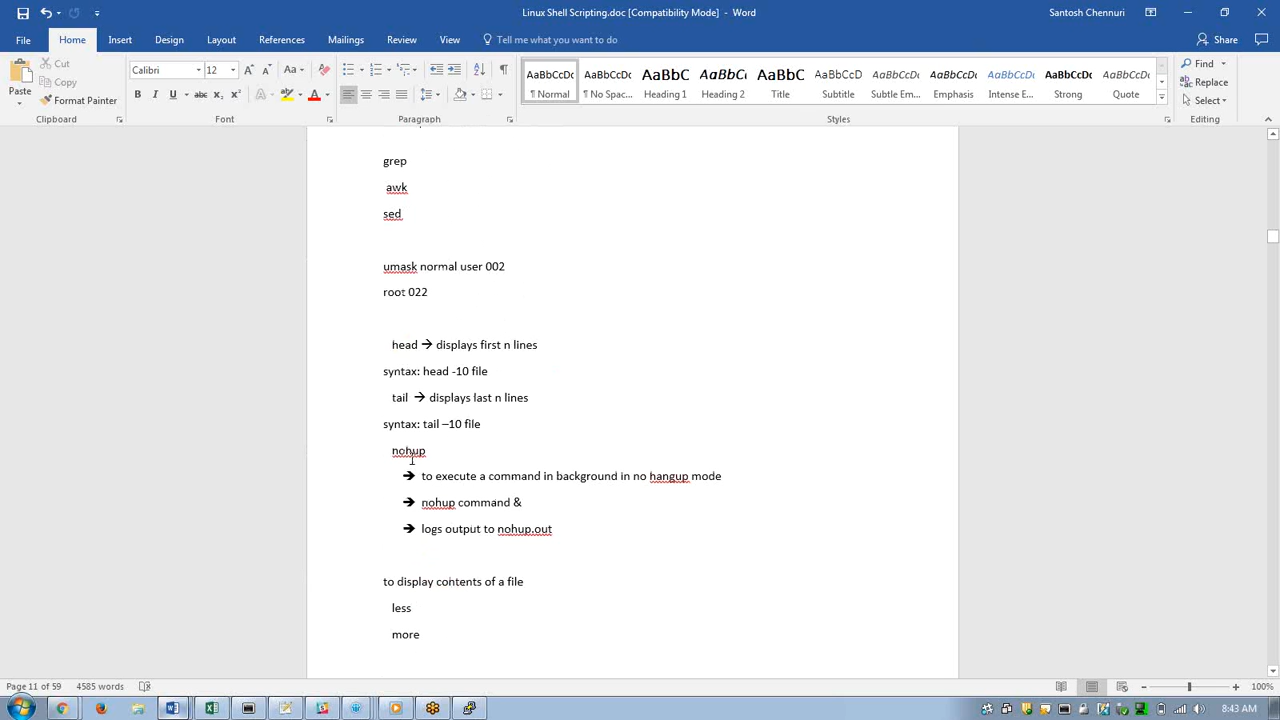 Linux Shell Scripting.doc [Compatibility Mode] - Word
Santosh Chennuri
File Home Insert Design Layout References Mailings Review View Tell me what you want to do
Share
Paste
Cut
Copy
Format Painter
Clipboard
Calibri 12
Font
Paragraph
AaBbCcDc AaBbCcDc AaBbC AaBbCc AaBbC AaBbCcD AaBbCcDc AaBbCcDc AaBbCcDc AaBbCcDc AaBbCcDc
¶ Normal ¶ No Spac... Heading 1 Heading 2 Title Subtitle Subtle Em... Emphasis Intense E... Strong Quote
Styles
Find
Replace
Select
Editing
grep
awk
sed
umask normal user 002
root 022
head → displays first n lines
syntax: head -10 file
tail → displays last n lines
syntax: tail –10 file
nohup
➔ to execute a command in background in no hangup mode
➔ nohup command &
➔ logs output to nohup.out
to display contents of a file
less
more
Page 11 of 59 4585 words
100%
8:43 AM